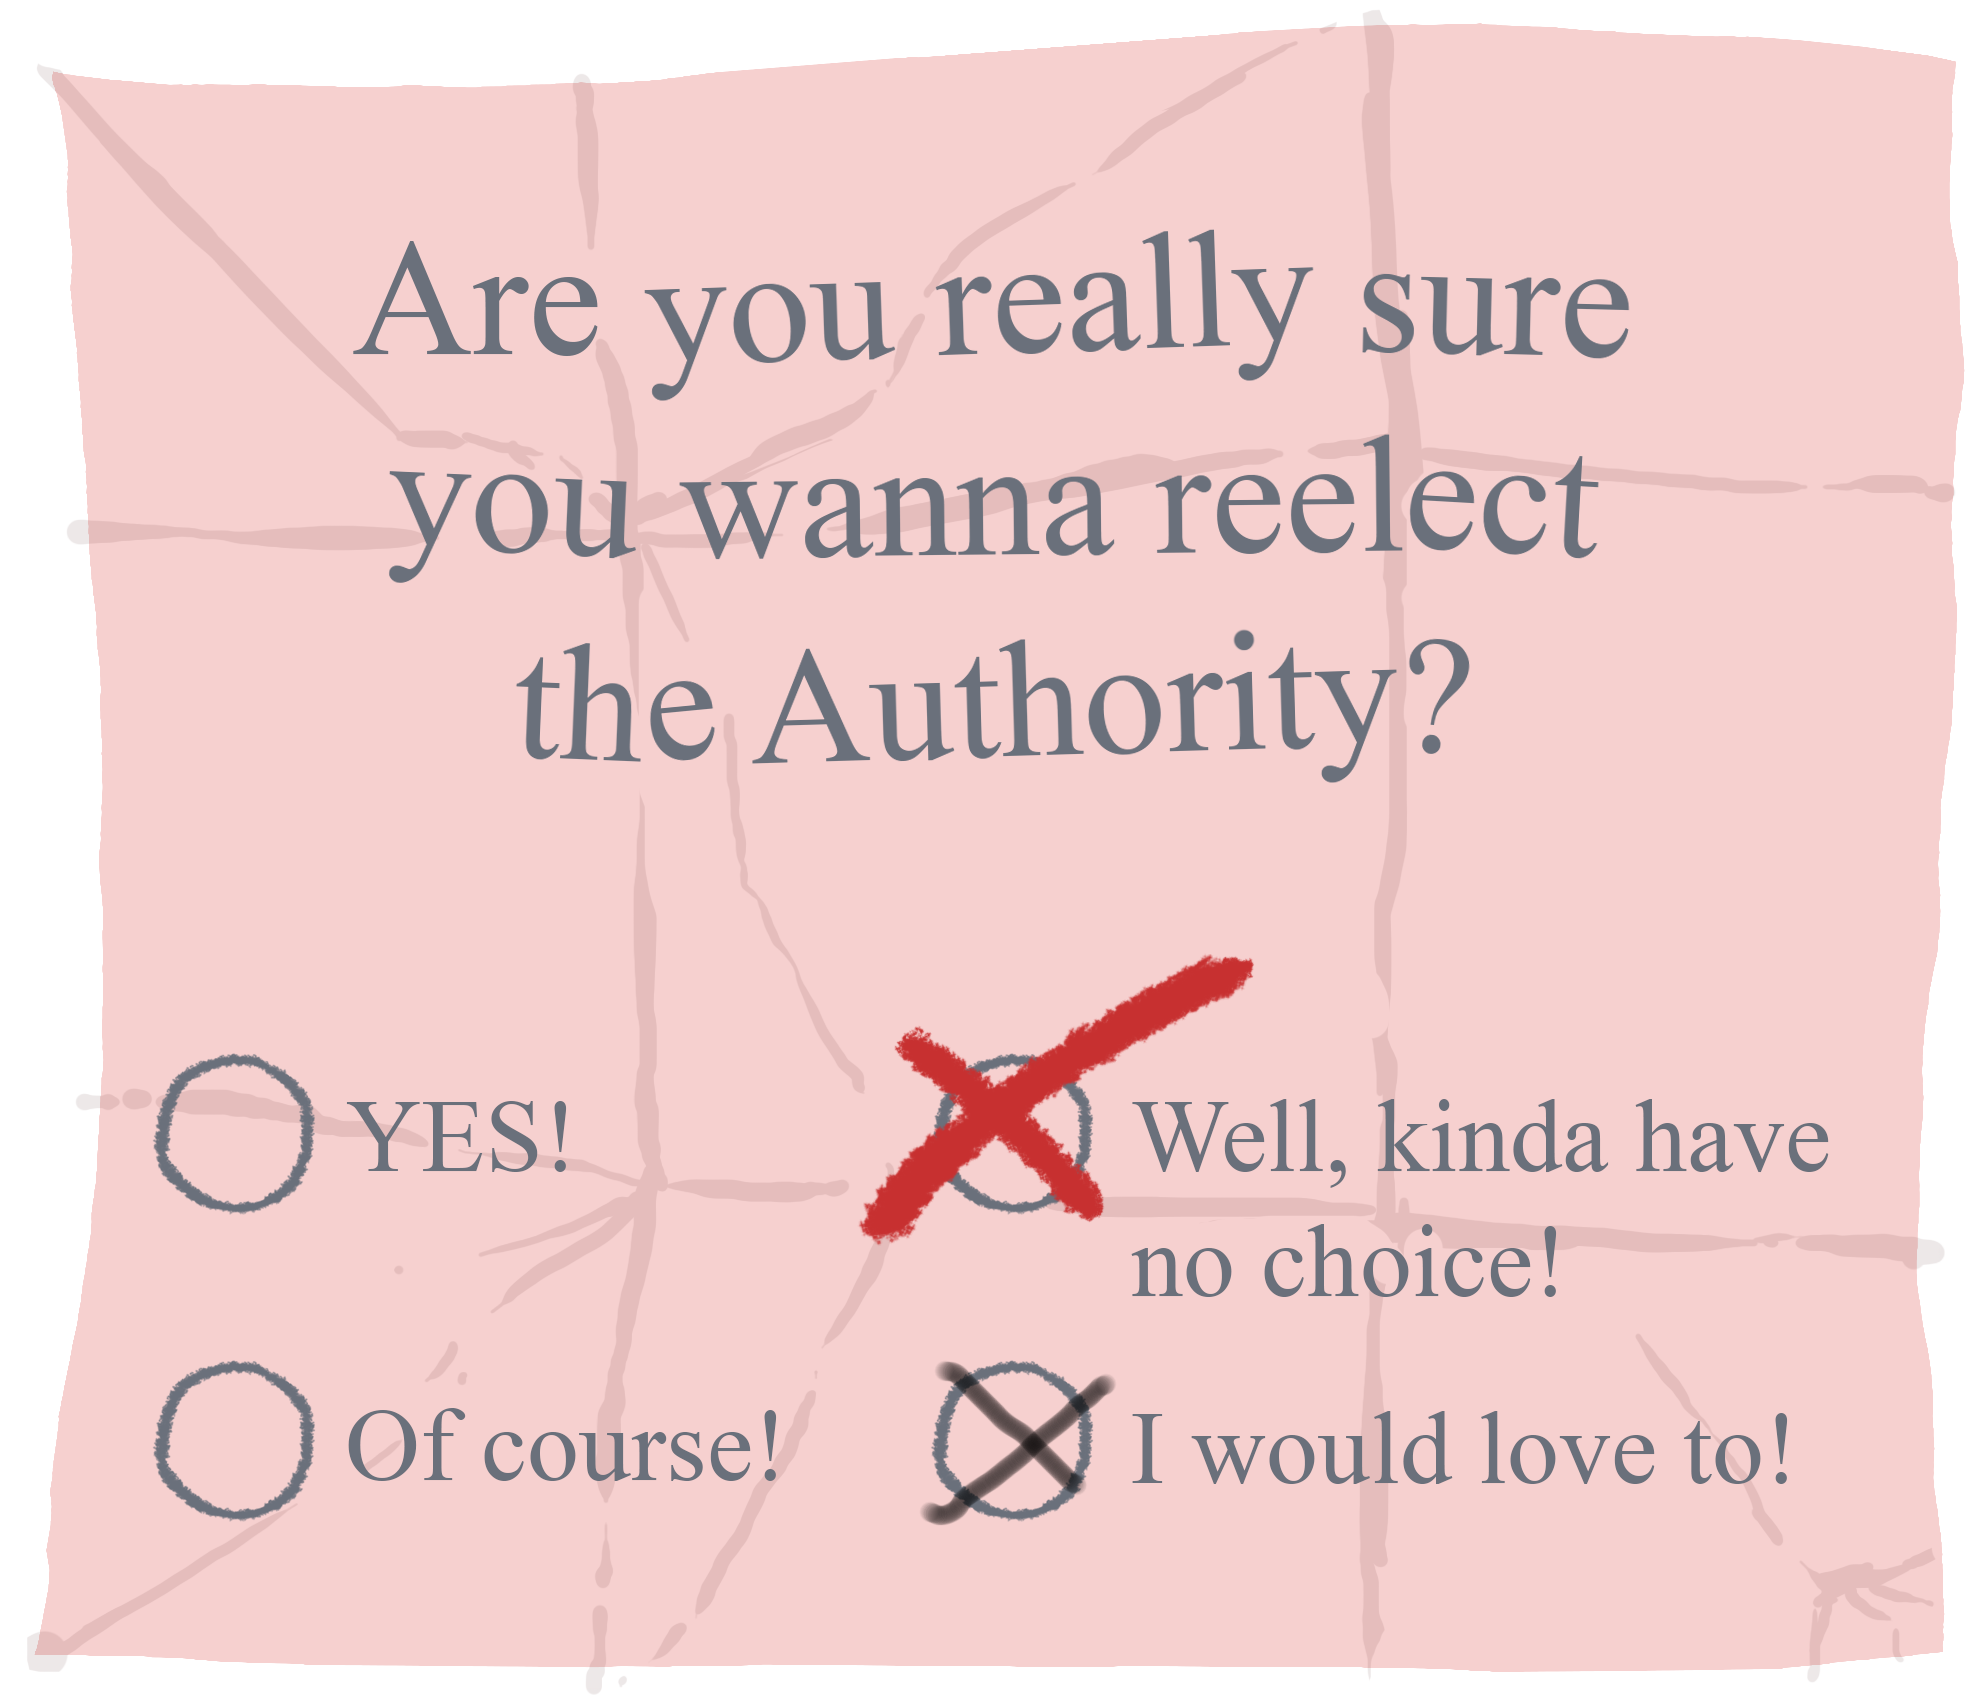 Are you really sure
you wanna reelect
the Authority?
YES!
Well, kinda have
no choice!
Of course!
I would love to!